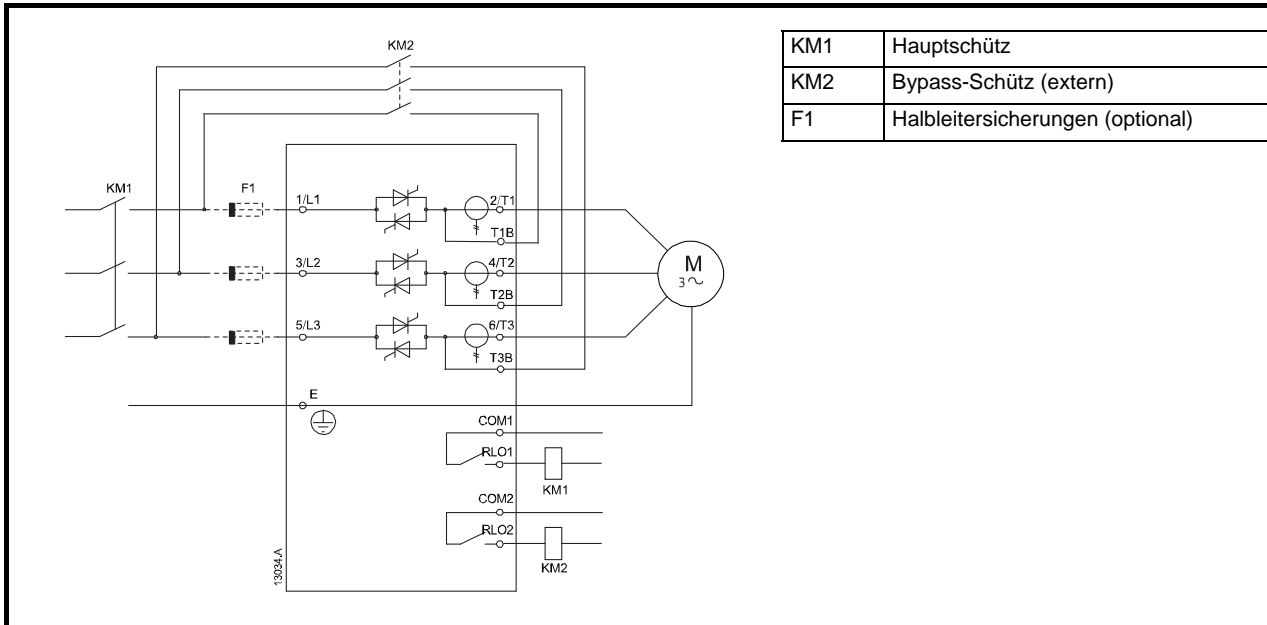 KM1 Hauptschütz
KM2 Bypass-Schütz (extern)
F1 Halbleitersicherungen (optional)
KM2
KM1
F1
1/L1
2/T1
T1B
3/L2
4/T2
T2B
M
3~
5/L3
6/T3
T3B
E
COM1
RLO1
KM1
COM2
RLO2
KM2
13034.A